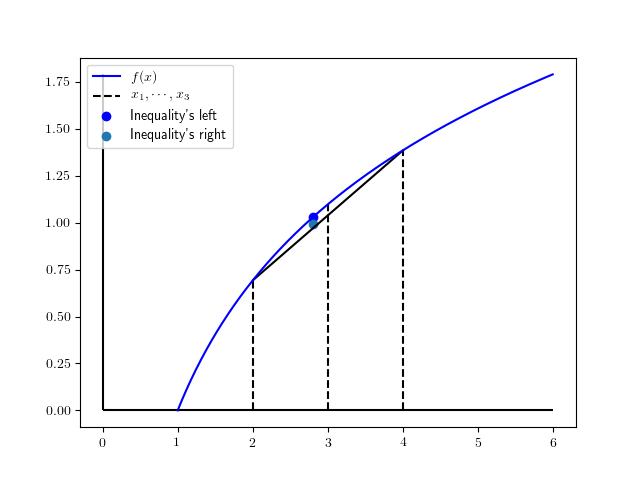 f(x)
x₁, ⋯, x₃
Inequality's left
Inequality's right
1.75
1.50
1.25
1.00
0.75
0.50
0.25
0.00
0 1 2 3 4 5 6